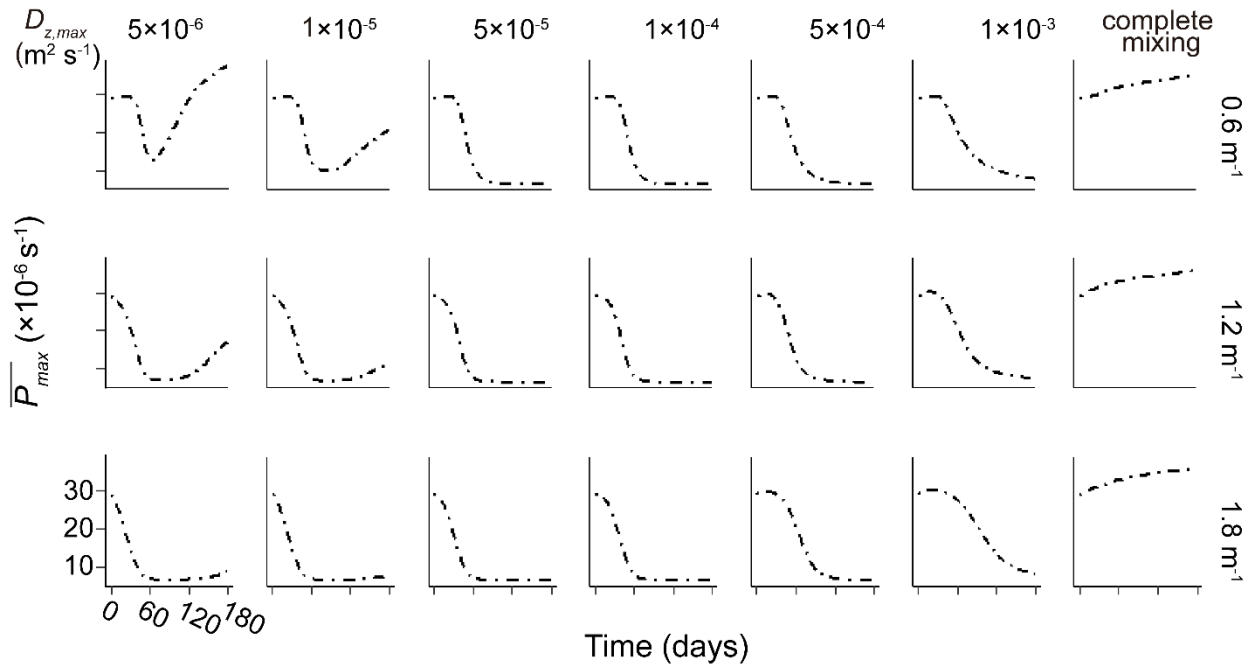 D_z,max (m² s⁻¹)
5×10⁻⁶
1×10⁻⁵
5×10⁻⁵
1×10⁻⁴
5×10⁻⁴
1×10⁻³
complete
mixing
0.6 m⁻¹
1.2 m⁻¹
1.8 m⁻¹
P̅_max (×10⁻⁶ s⁻¹)
30
20
10
0
60
120
180
Time (days)